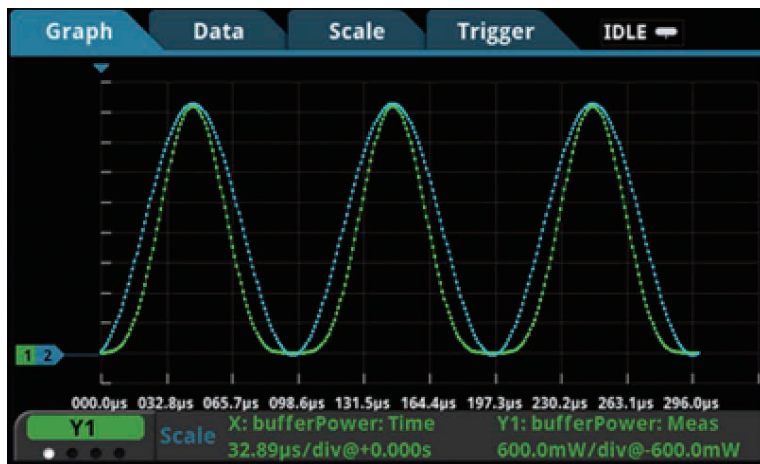 Graph Data Scale Trigger IDLE
1 2
000.0µs 032.8µs 065.7µs 098.6µs 131.5µs 164.4µs 197.3µs 230.2µs 263.1µs 296.0µs
Y1 Scale X: bufferPower: Time Y1: bufferPower: Meas
32.89µs/div@+0.000s 600.0mW/div@-600.0mW